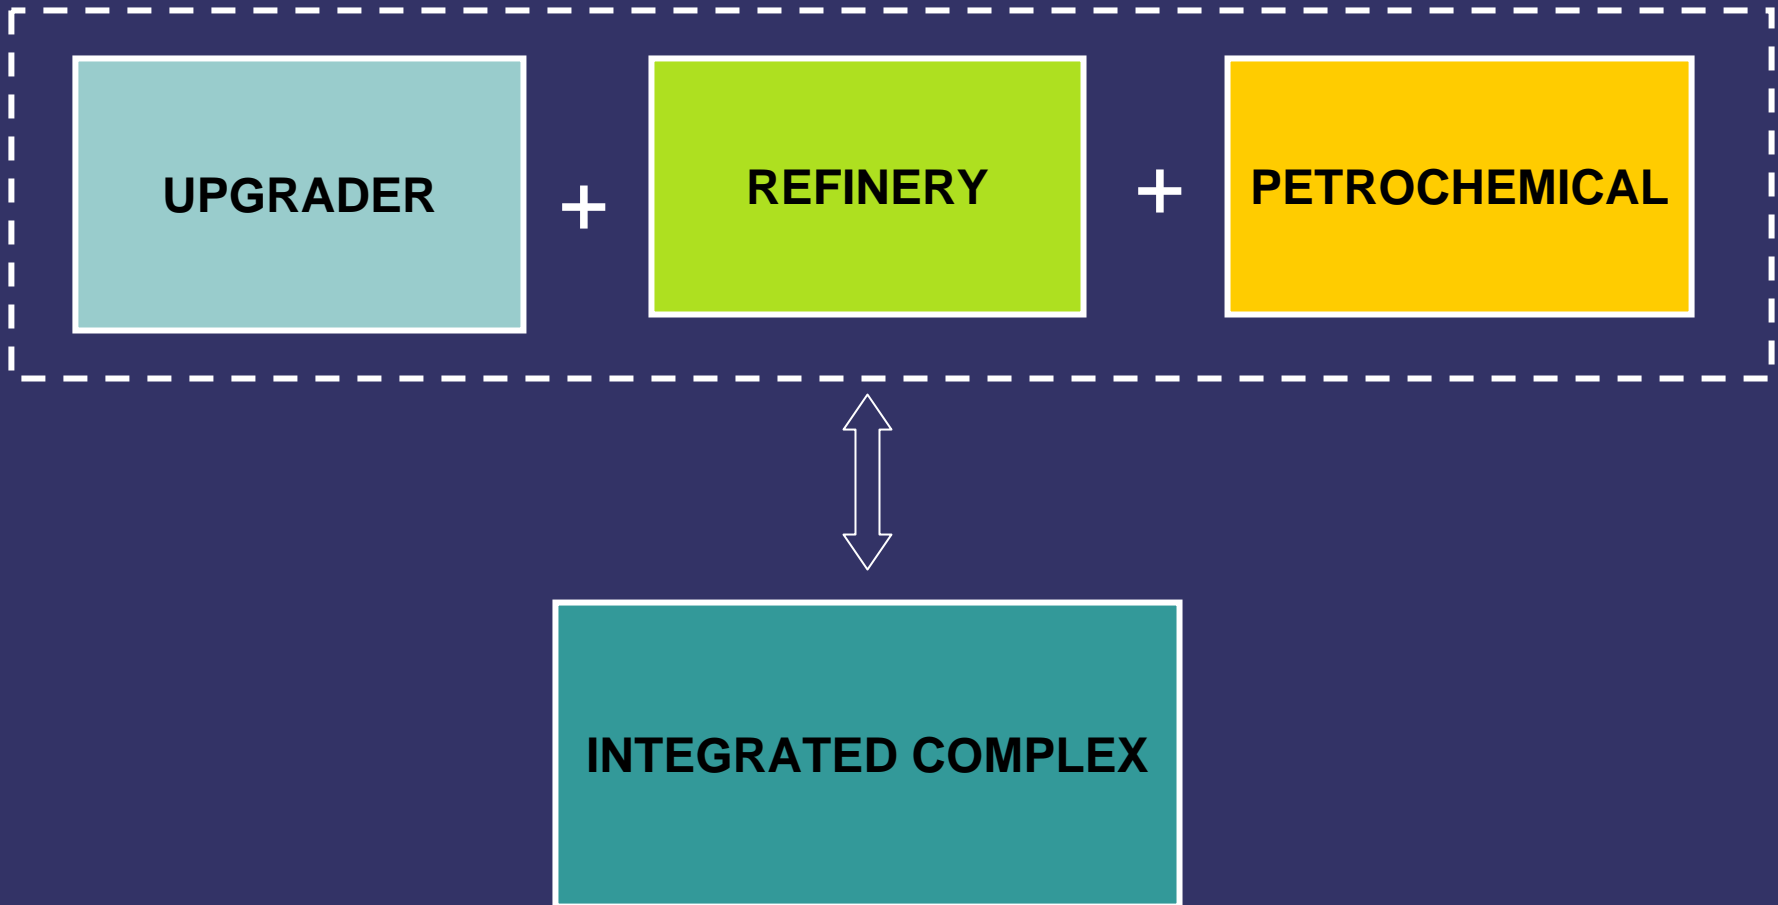 UPGRADER + REFINERY + PETROCHEMICAL
INTEGRATED COMPLEX